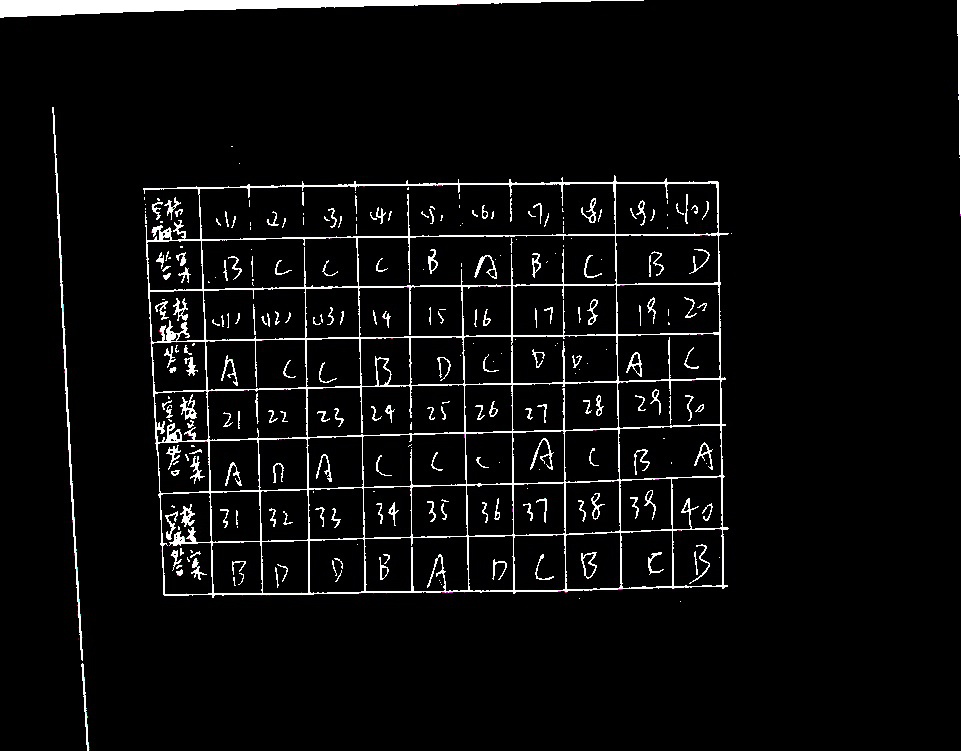 空格编号 (1) (2) (3) (4) (5) (6) (7) (8) (9) (10)
答案 B C C C B A B C B D
空格编号 (11) (12) (13) 14 15 16 17 18 19 20
答案 A C C B D C D D A C
空格编号 21 22 23 24 25 26 27 28 29 30
答案 A D A C C C A C B A
空格编号 31 32 33 34 35 36 37 38 39 40
答案 B D D B A D C B C B